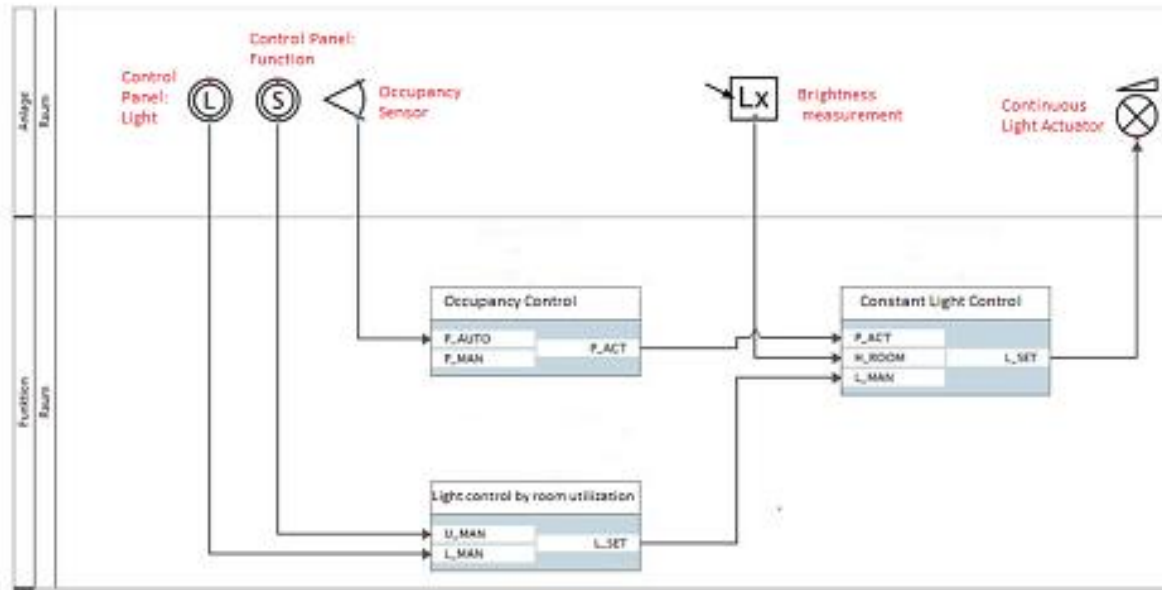 Anlage
Raum
Control Panel:
Function
Control
Panel:
Light
L
S
Occupancy
Sensor
Lx
Brightness
measurement
Continuous
Light Actuator
Funktion
Raum
Occupancy Control
P_AUTO
P_MAN
P_ACT
Constant Light Control
P_ACT
H_ROOM
L_MAN
L_SET
Light control by room utilization
U_MAN
L_MAN
L_SET